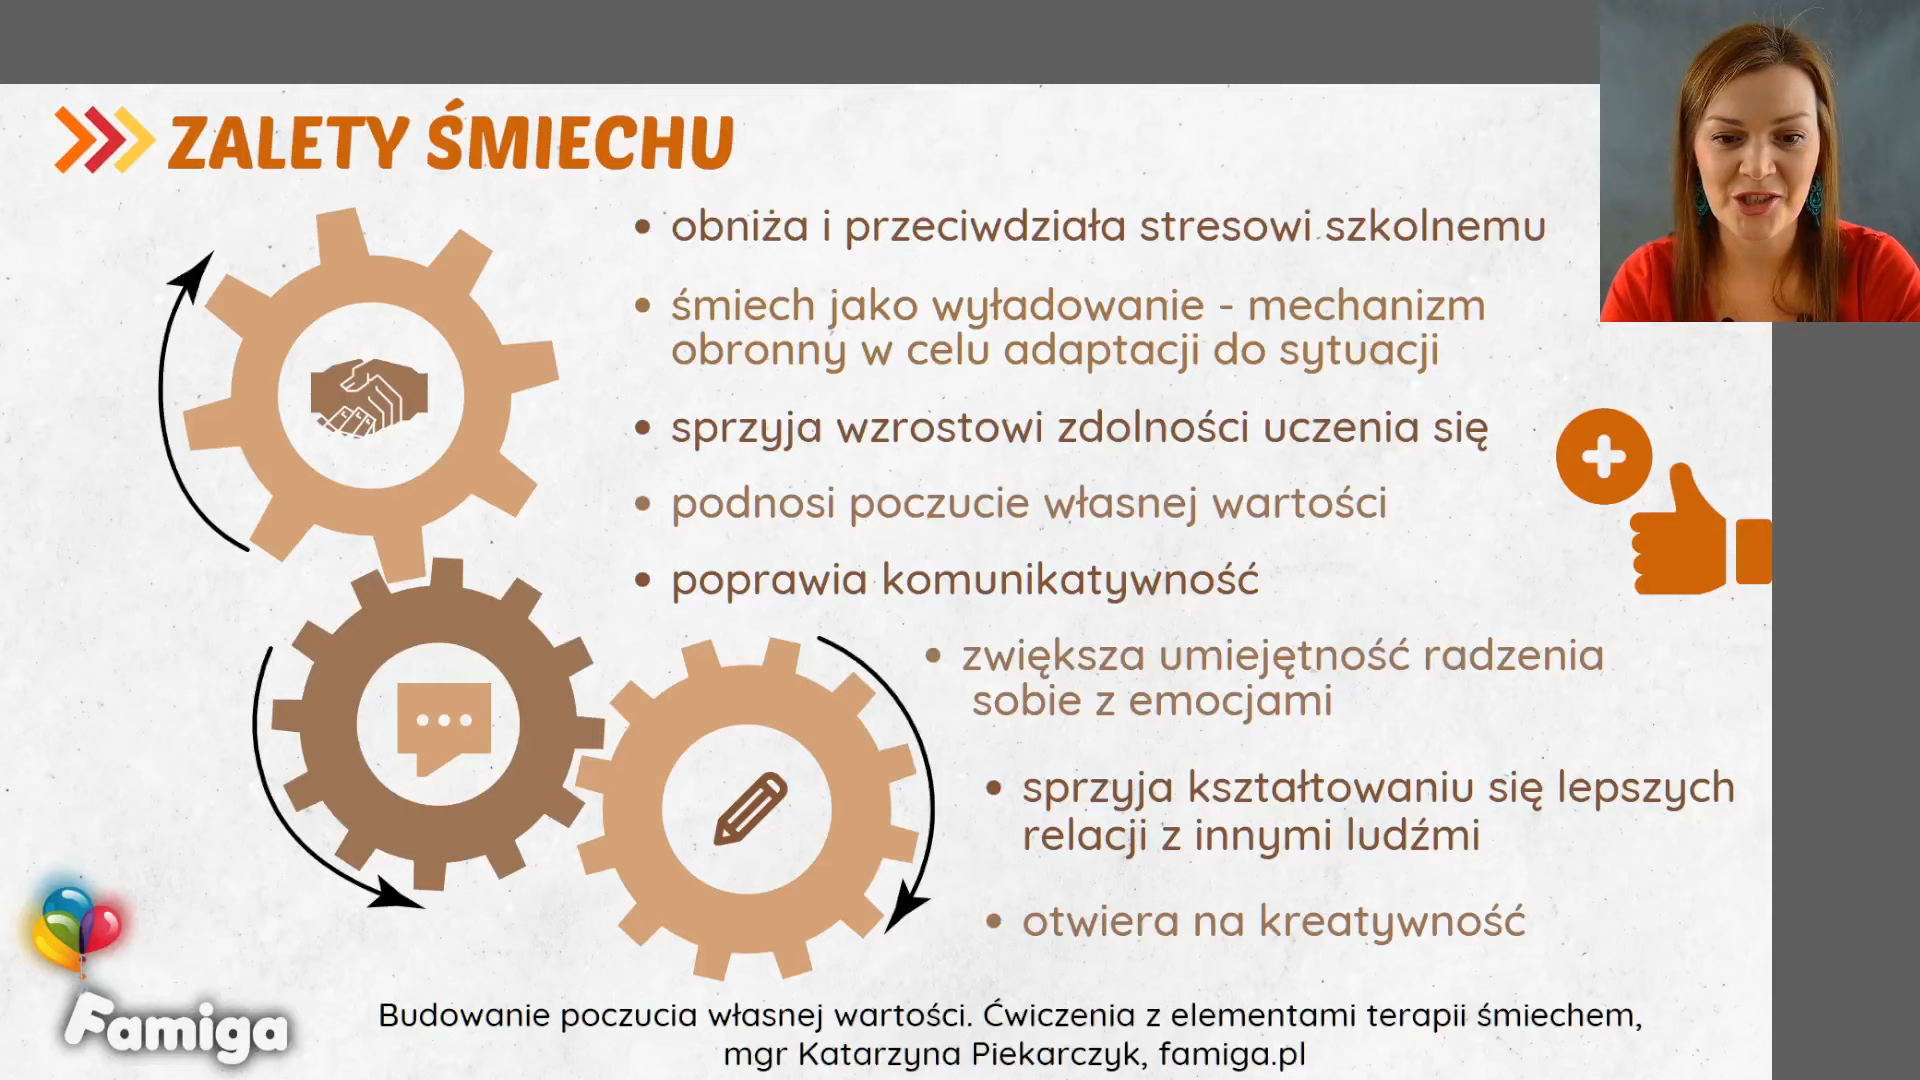 ZALETY ŚMIECHU
• obniża i przeciwdziała stresowi szkolnemu
• śmiech jako wyładowanie - mechanizm
obronny w celu adaptacji do sytuacji
• sprzyja wzrostowi zdolności uczenia się
• podnosi poczucie własnej wartości
• poprawia komunikatywność
• zwiększa umiejętność radzenia
sobie z emocjami
• sprzyja kształtowaniu się lepszych
relacji z innymi ludźmi
• otwiera na kreatywność
Famiga
Budowanie poczucia własnej wartości. Ćwiczenia z elementami terapii śmiechem,
mgr Katarzyna Piekarczyk, famiga.pl